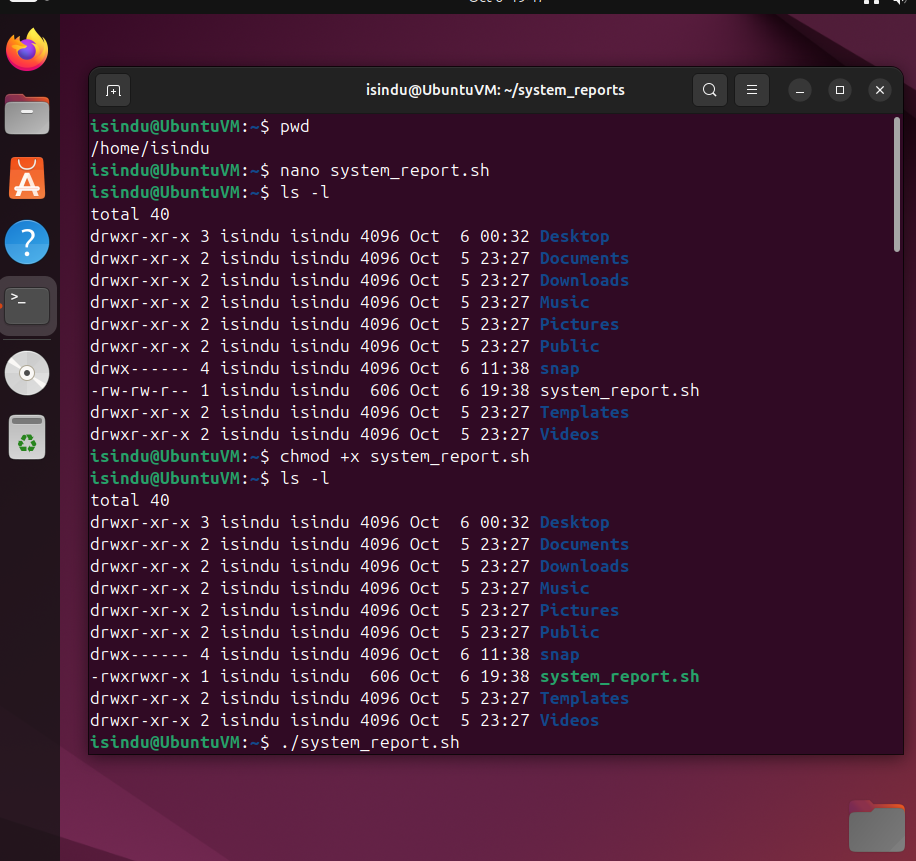 isindu@UbuntuVM: ~/system_reports
isindu@UbuntuVM:~$ pwd
/home/isindu
isindu@UbuntuVM:~$ nano system_report.sh
isindu@UbuntuVM:~$ ls -l
total 40
drwxr-xr-x 3 isindu isindu 4096 Oct  6 00:32 Desktop
drwxr-xr-x 2 isindu isindu 4096 Oct  5 23:27 Documents
drwxr-xr-x 2 isindu isindu 4096 Oct  5 23:27 Downloads
drwxr-xr-x 2 isindu isindu 4096 Oct  5 23:27 Music
drwxr-xr-x 2 isindu isindu 4096 Oct  5 23:27 Pictures
drwxr-xr-x 2 isindu isindu 4096 Oct  5 23:27 Public
drwx------ 4 isindu isindu 4096 Oct  6 11:38 snap
-rw-rw-r-- 1 isindu isindu  606 Oct  6 19:38 system_report.sh
drwxr-xr-x 2 isindu isindu 4096 Oct  5 23:27 Templates
drwxr-xr-x 2 isindu isindu 4096 Oct  5 23:27 Videos
isindu@UbuntuVM:~$ chmod +x system_report.sh
isindu@UbuntuVM:~$ ls -l
total 40
drwxr-xr-x 3 isindu isindu 4096 Oct  6 00:32 Desktop
drwxr-xr-x 2 isindu isindu 4096 Oct  5 23:27 Documents
drwxr-xr-x 2 isindu isindu 4096 Oct  5 23:27 Downloads
drwxr-xr-x 2 isindu isindu 4096 Oct  5 23:27 Music
drwxr-xr-x 2 isindu isindu 4096 Oct  5 23:27 Pictures
drwxr-xr-x 2 isindu isindu 4096 Oct  5 23:27 Public
drwx------ 4 isindu isindu 4096 Oct  6 11:38 snap
-rwxrwxr-x 1 isindu isindu  606 Oct  6 19:38 system_report.sh
drwxr-xr-x 2 isindu isindu 4096 Oct  5 23:27 Templates
drwxr-xr-x 2 isindu isindu 4096 Oct  5 23:27 Videos
isindu@UbuntuVM:~$ ./system_report.sh